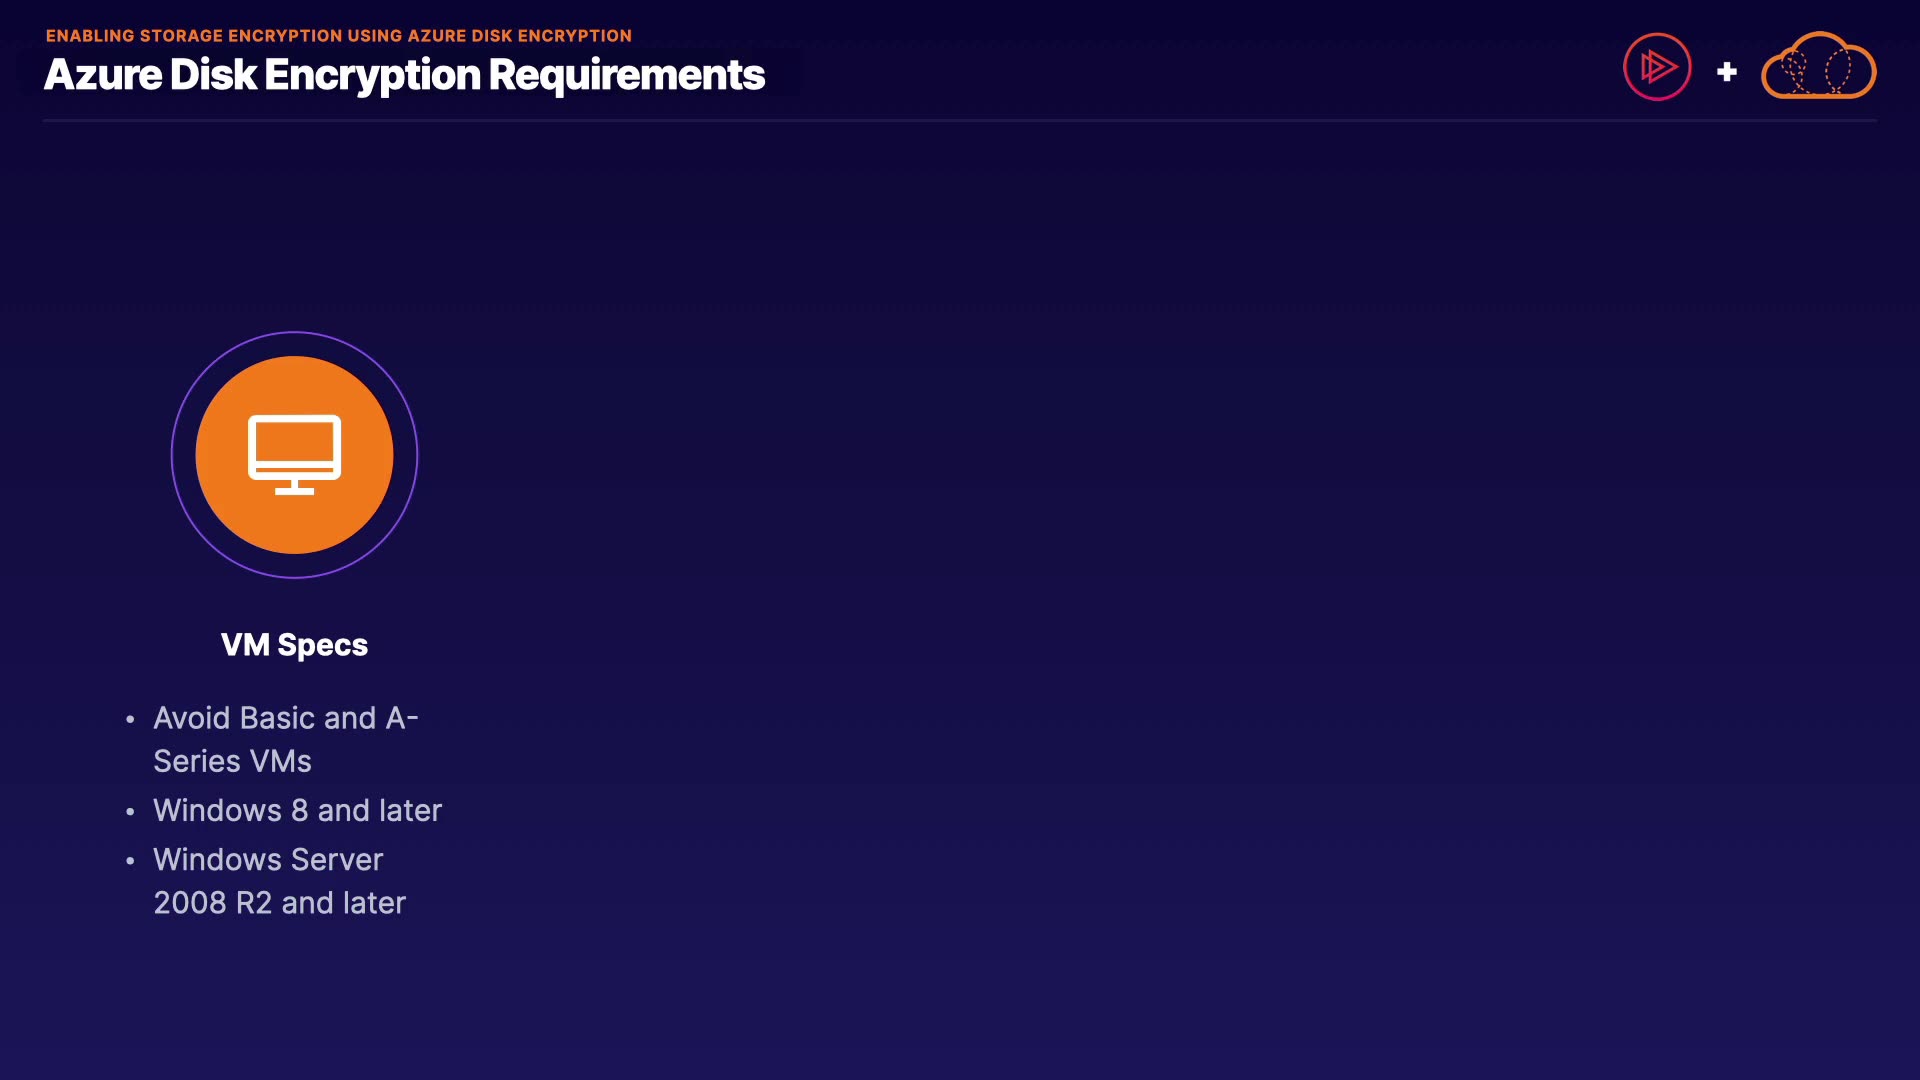 ENABLING STORAGE ENCRYPTION USING AZURE DISK ENCRYPTION
Azure Disk Encryption Requirements
VM Specs
• Avoid Basic and A-
Series VMs
• Windows 8 and later
• Windows Server
2008 R2 and later